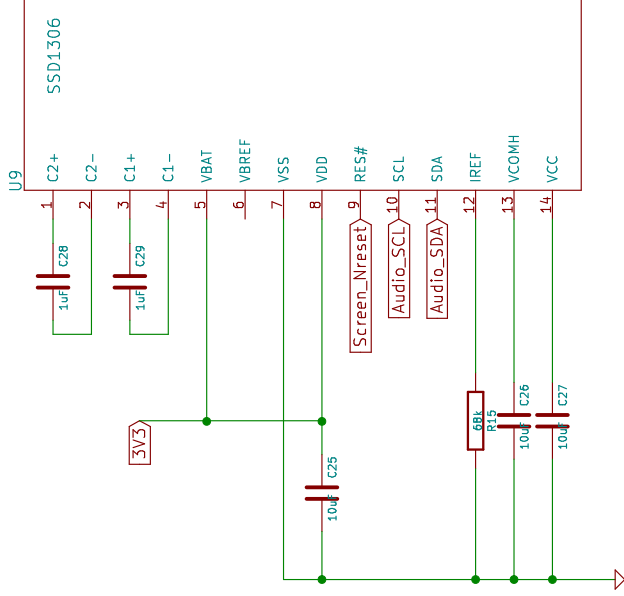 SSD1306
U9
C2+
C2-
C1+
C1-
VBAT
VBREF
VSS
VDD
RES#
SCL
SDA
IREF
VCOMH
VCC
1
2
3
4
5
6
7
8
9
10
11
12
13
14
C28
1uF
C29
1uF
Screen_Nreset
Audio_SCL
Audio_SDA
3V3
C25
10uF
68k
R15
C26
10uF
C27
10uF